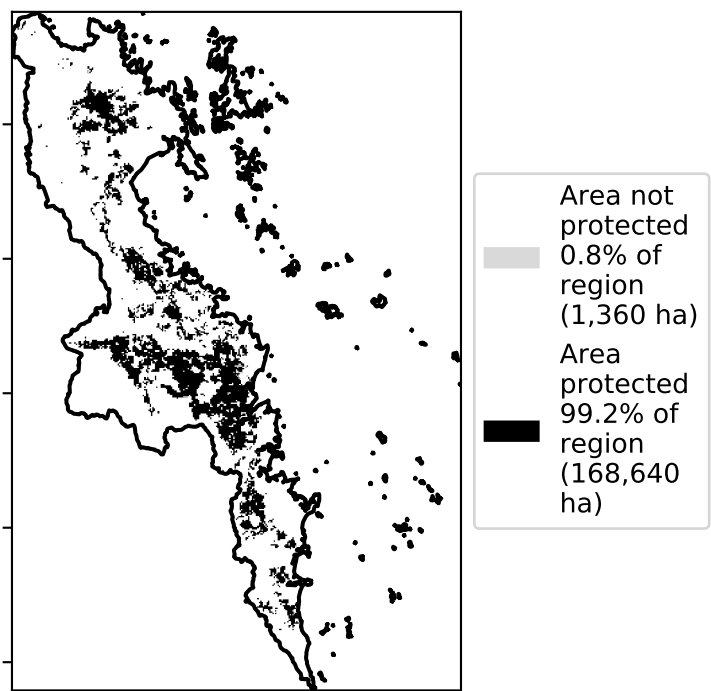 Area not
protected
0.8% of
region
(1,360 ha)
Area
protected
99.2% of
region
(168,640
ha)